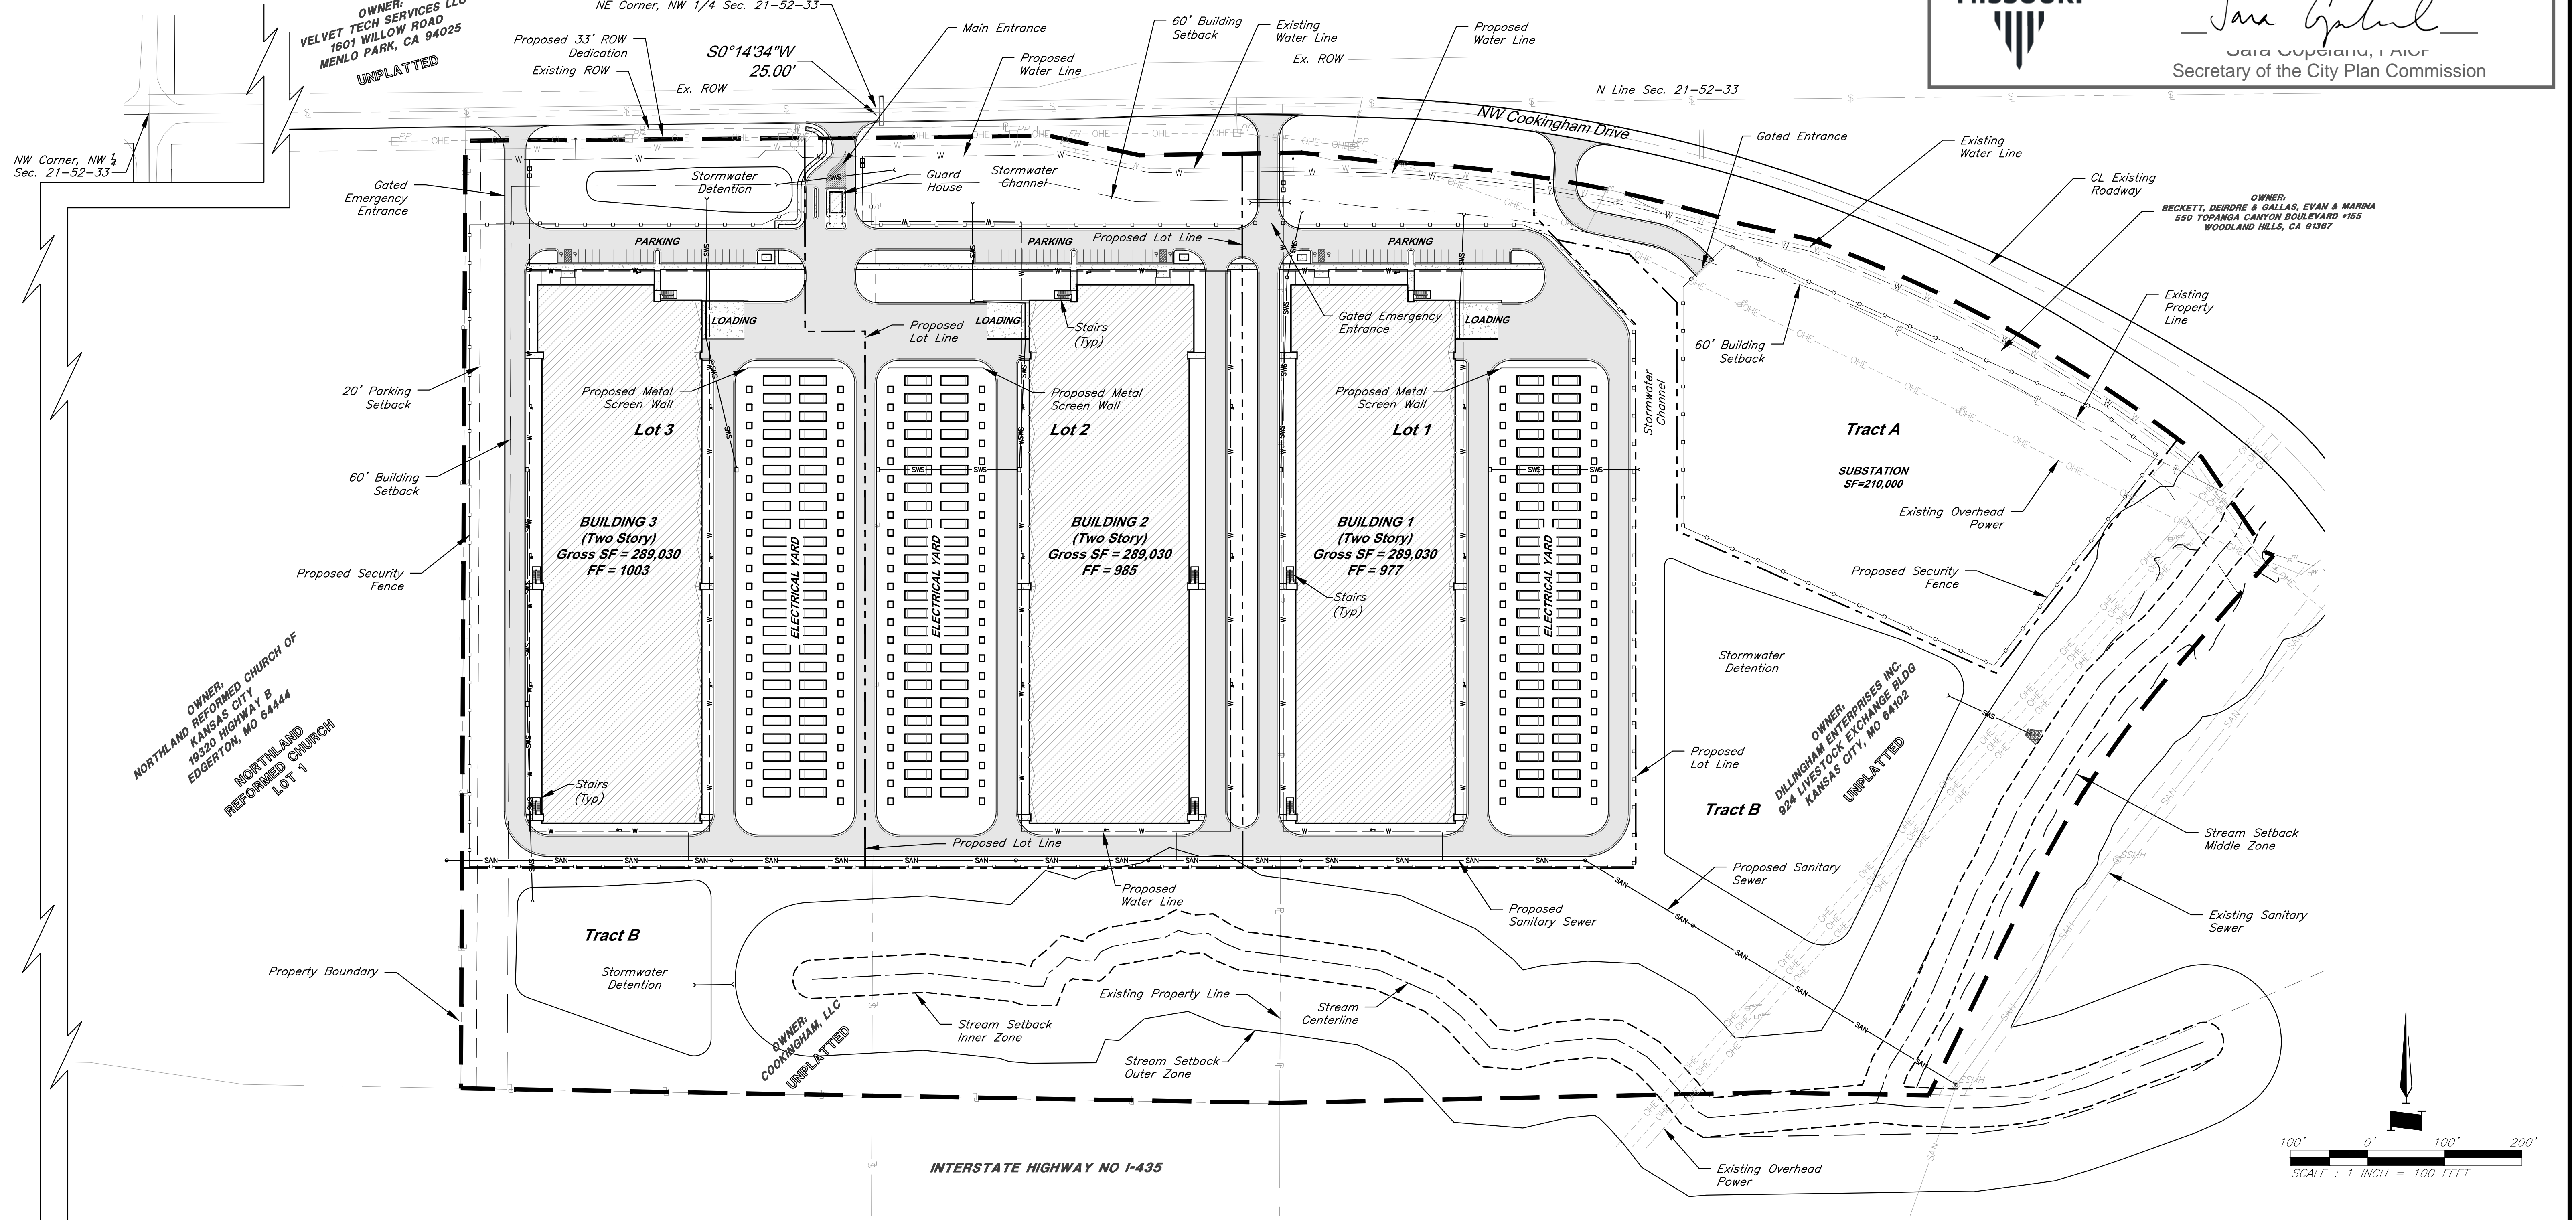 OWNER:
VELVET TECH SERVICES LLC
1601 WILLOW ROAD
MENLO PARK, CA 94025
UNPLATTED
NE Corner, NW 1/4 Sec. 21-52-33
Proposed 33' ROW
Dedication
Existing ROW
S0°14'34"W
25.00'
Main Entrance
Proposed
Water Line
60' Building
Setback
Existing
Water Line
Proposed
Water Line
Ex. ROW
Ex. ROW
N Line Sec. 21-52-33
MISSOURI
Sara Copeland, FAICP
Secretary of the City Plan Commission
NW Corner, NW 1/4
Sec. 21-52-33
NW Cookingham Drive
Gated Entrance
Existing
Water Line
CL Existing
Roadway
OWNER:
BECKETT, DEIRDRE & GALLAS, EVAN & MARINA
550 TOPANGA CANYON BOULEVARD #155
WOODLAND HILLS, CA 91367
Gated
Emergency
Entrance
Stormwater
Detention
Guard
House
Stormwater
Channel
PARKING
PARKING
Proposed Lot Line
PARKING
LOADING
Proposed
Lot Line
LOADING
Stairs
(Typ)
Gated Emergency
Entrance
LOADING
60' Building
Setback
Existing
Property
Line
20' Parking
Setback
Proposed Metal
Screen Wall
Proposed Metal
Screen Wall
Proposed Metal
Screen Wall
Stormwater
Channel
Lot 3
Lot 2
Lot 1
Tract A
SUBSTATION
SF=210,000
60' Building
Setback
Existing Overhead
Power
BUILDING 3
(Two Story)
Gross SF = 289,030
FF = 1003
ELECTRICAL YARD
ELECTRICAL YARD
BUILDING 2
(Two Story)
Gross SF = 289,030
FF = 985
BUILDING 1
(Two Story)
Gross SF = 289,030
FF = 977
ELECTRICAL YARD
Proposed Security
Fence
Proposed Security
Fence
Stairs
(Typ)
OWNER:
NORTHLAND REFORMED CHURCH OF
KANSAS CITY
19320 HIGHWAY B
EDGERTON, MO 64444
NORTHLAND
REFORMED CHURCH
LOT 1
Stormwater
Detention
OWNER:
DILLINGHAM ENTERPRISES INC.
924 LIVESTOCK EXCHANGE BLDG
KANSAS CITY, MO 64102
UNPLATTED
Proposed
Lot Line
Tract B
Stairs
(Typ)
Stream Setback
Middle Zone
Proposed Lot Line
Proposed Sanitary
Sewer
Proposed
Water Line
Proposed
Sanitary Sewer
Existing Sanitary
Sewer
Tract B
Property Boundary
Stormwater
Detention
Existing Property Line
Stream
Centerline
Stream Setback
Inner Zone
OWNER:
COOKINGHAM, LLC
UNPLATTED
Stream Setback
Outer Zone
SSMH
SSMH
INTERSTATE HIGHWAY NO I-435
Existing Overhead
Power
100' 0' 100' 200'
SCALE : 1 INCH = 100 FEET